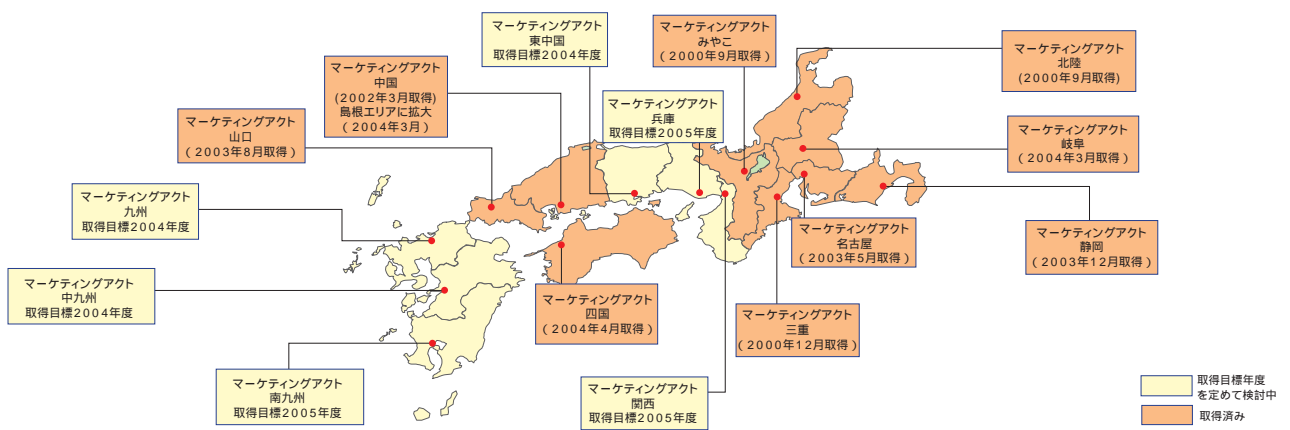 マーケティングアクト
東中国
取得目標2004年度
マーケティングアクト
みやこ
(2000年9月取得)
マーケティングアクト
北陸
(2000年9月取得)
マーケティングアクト
中国
(2002年3月取得)
島根エリアに拡大
(2004年3月)
マーケティングアクト
兵庫
取得目標2005年度
マーケティングアクト
山口
(2003年8月取得)
マーケティングアクト
岐阜
(2004年3月取得)
マーケティングアクト
九州
取得目標2004年度
マーケティングアクト
名古屋
(2003年5月取得)
マーケティングアクト
静岡
(2003年12月取得)
マーケティングアクト
中九州
取得目標2004年度
マーケティングアクト
四国
(2004年4月取得)
マーケティングアクト
三重
(2000年12月取得)
マーケティングアクト
南九州
取得目標2005年度
マーケティングアクト
関西
取得目標2005年度
取得目標年度
を定めて検討中
取得済み